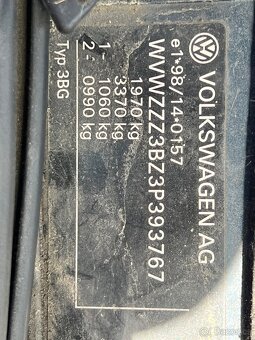 VOLKSWAGEN AG
e1*98/14*0157
WVWZZZ3BZ3P393767
1970 kg
3370 kg
1- 1060 kg
2- 0990 kg
Typ 3BG